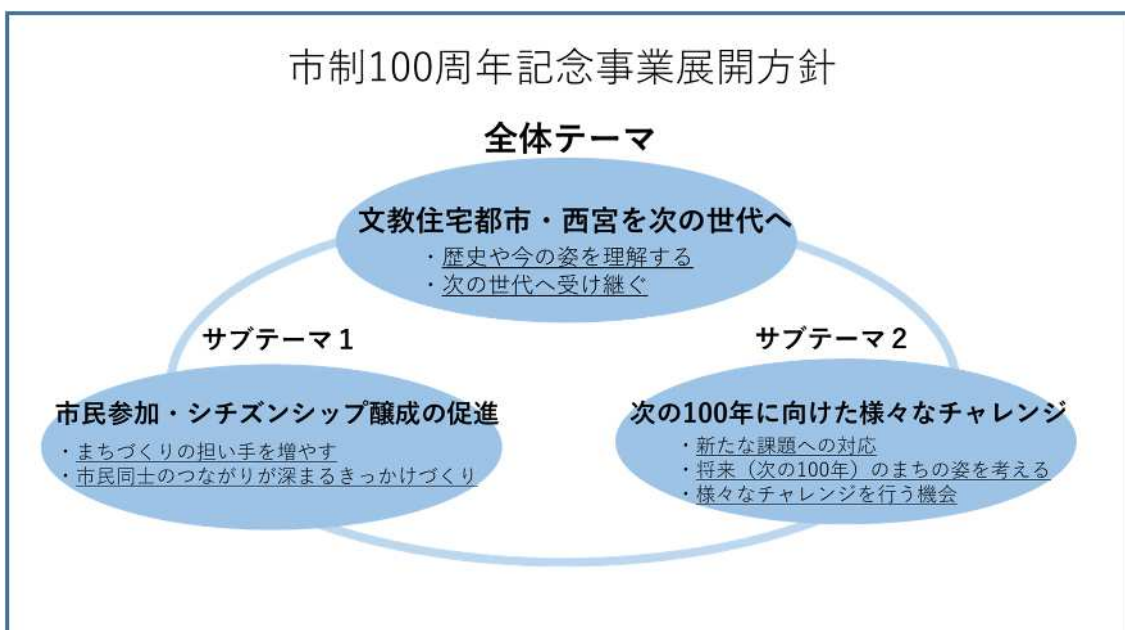 市制100周年記念事業展開方針
全体テーマ
文教住宅都市・西宮を次の世代へ
・歴史や今の姿を理解する
・次の世代へ受け継ぐ
サブテーマ１
市民参加・シチズンシップ醸成の促進
・まちづくりの担い手を増やす
・市民同士のつながりが深まるきっかけづくり
サブテーマ２
次の100年に向けた様々なチャレンジ
・新たな課題への対応
・将来（次の100年）のまちの姿を考える
・様々なチャレンジを行う機会